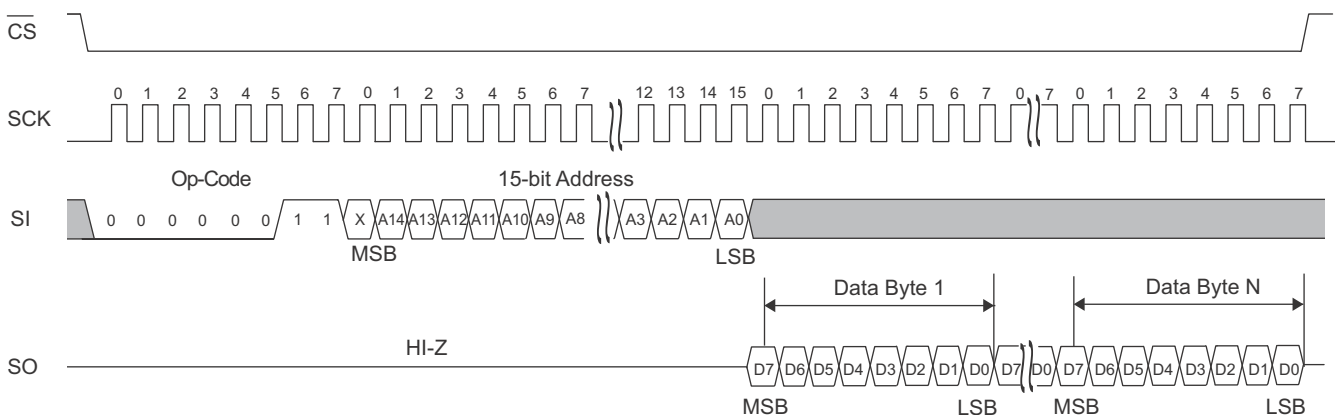 CS
0 1 2 3 4 5 6 7 0 1 2 3 4 5 6 7 12 13 14 15 0 1 2 3 4 5 6 7 0 7 0 1 2 3 4 5 6 7
SCK
Op-Code 15-bit Address
SI 0 0 0 0 0 0 1 1 X A14 A13 A12 A11 A10 A9 A8 A3 A2 A1 A0
MSB LSB
Data Byte 1 Data Byte N
HI-Z
SO D7 D6 D5 D4 D3 D2 D1 D0 D7 D0 D7 D6 D5 D4 D3 D2 D1 D0
MSB LSB MSB LSB